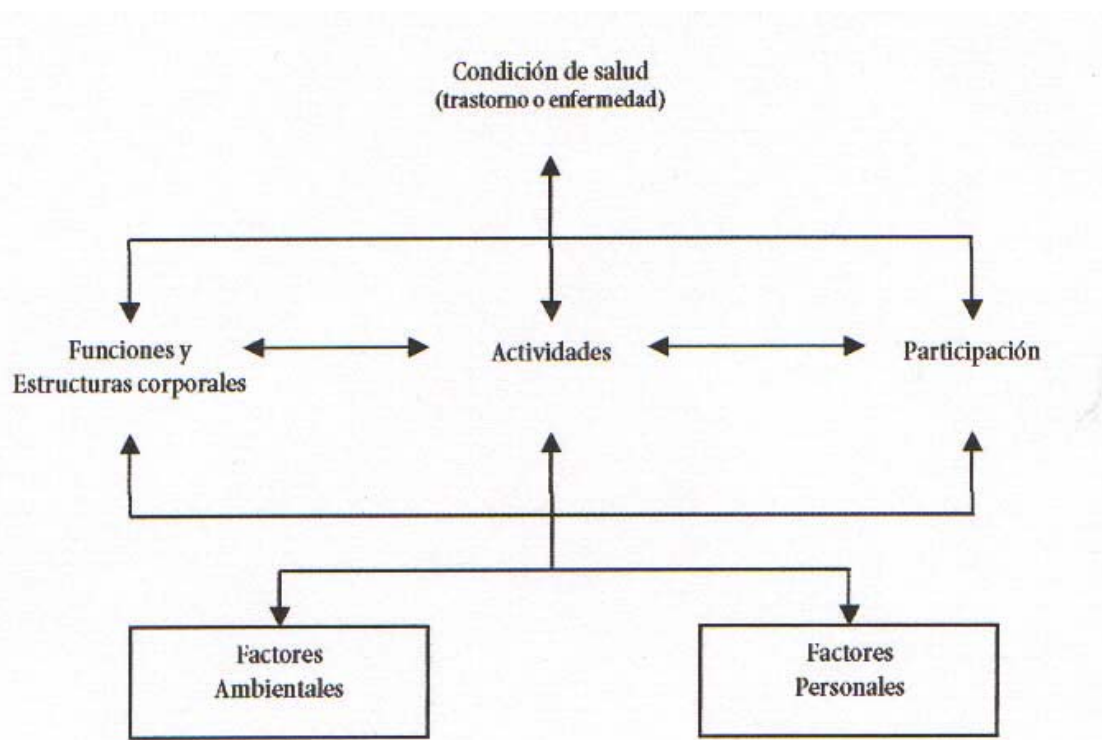 Condición de salud
(trastorno o enfermedad)
Funciones y
Estructuras corporales
Actividades
Participación
Factores
Ambientales
Factores
Personales